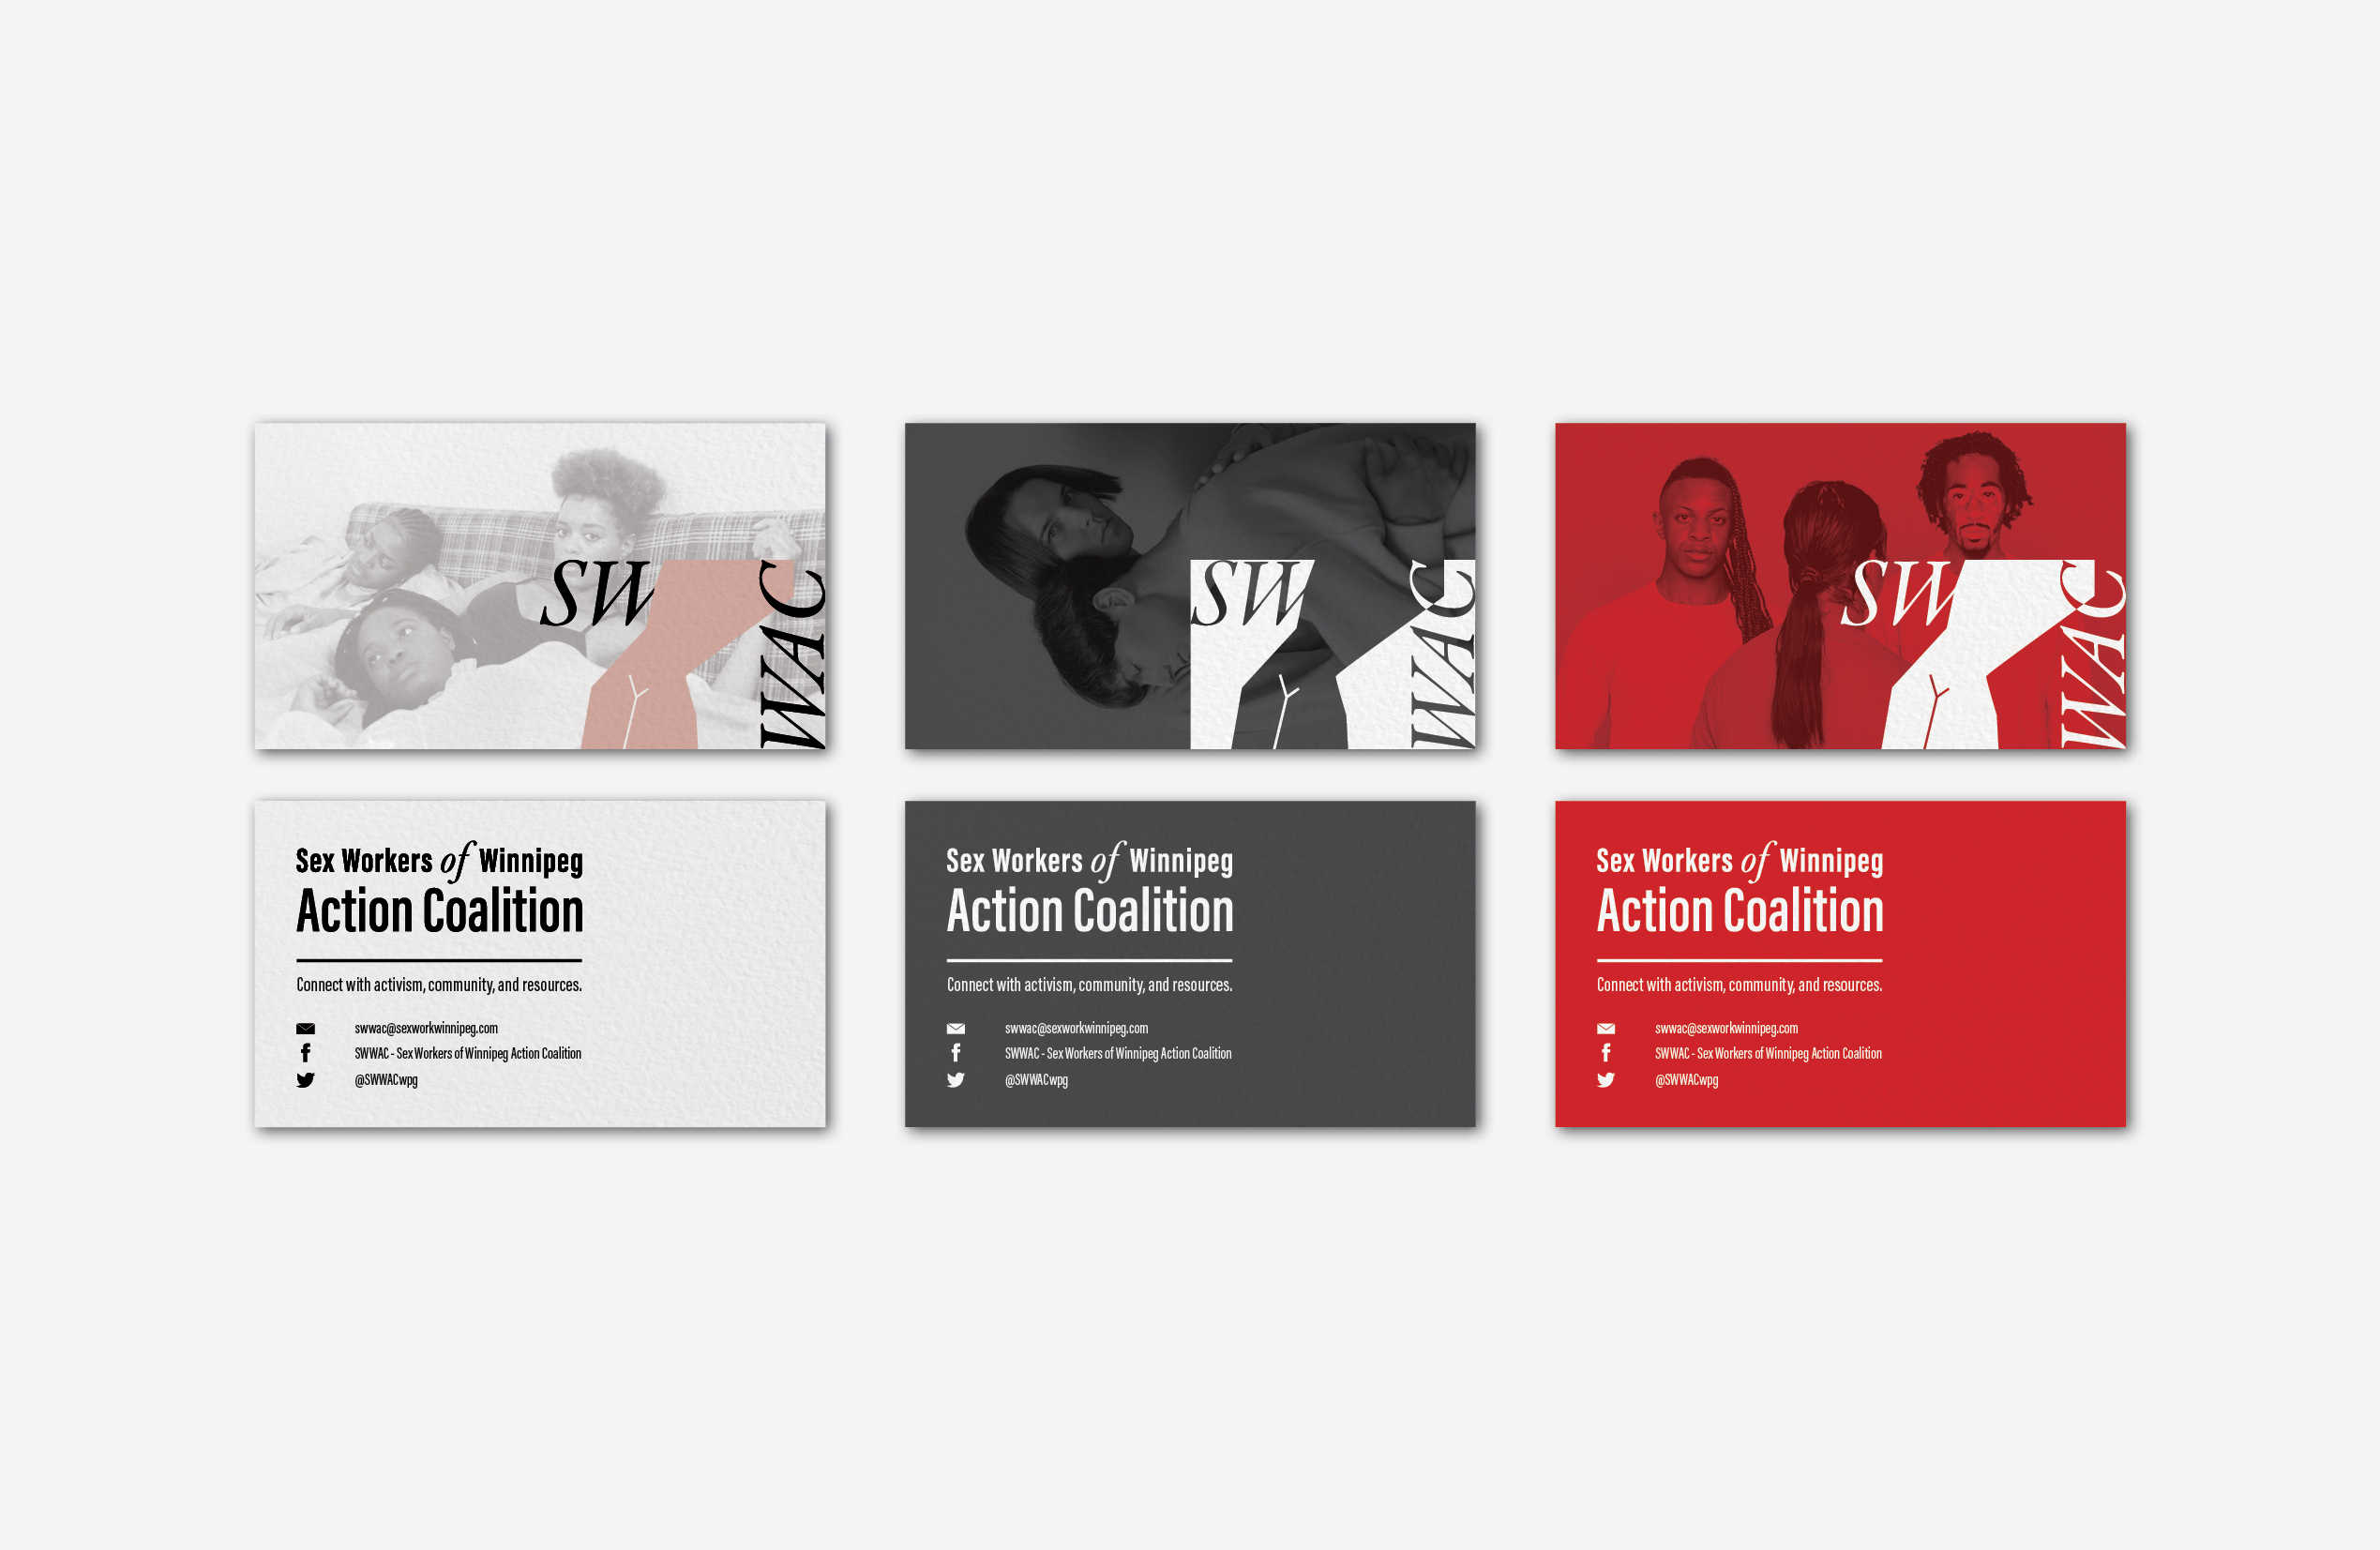 SW
WAC
SW
WAC
SW
WAC
Sex Workers of Winnipeg
Action Coalition
Connect with activism, community, and resources.
swwac@sexworkwinnipeg.com
SWWAC - Sex Workers of Winnipeg Action Coalition
@SWWACwpg
Sex Workers of Winnipeg
Action Coalition
Connect with activism, community, and resources.
swwac@sexworkwinnipeg.com
SWWAC - Sex Workers of Winnipeg Action Coalition
@SWWACwpg
Sex Workers of Winnipeg
Action Coalition
Connect with activism, community, and resources.
swwac@sexworkwinnipeg.com
SWWAC - Sex Workers of Winnipeg Action Coalition
@SWWACwpg